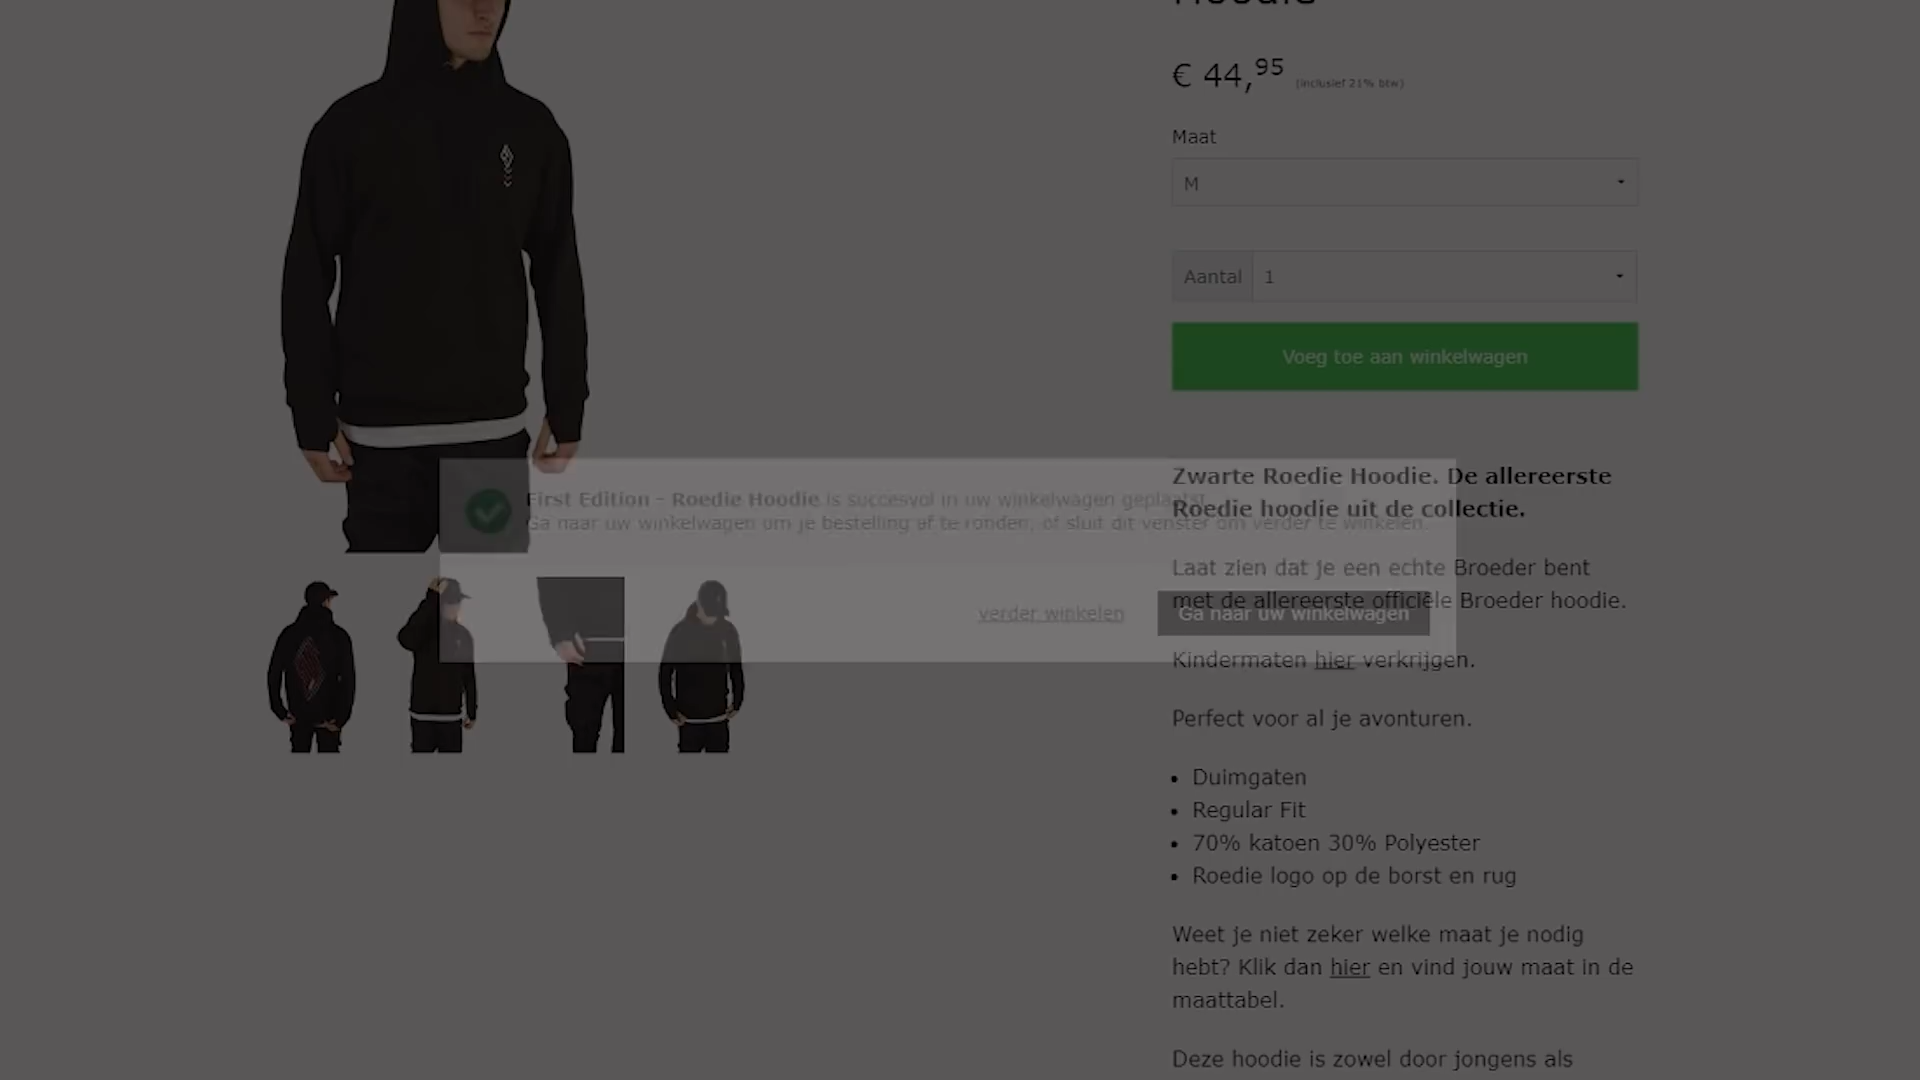 Hoodie
€ 44,95 (inclusief 21% btw)
Maat
M
Aantal 1
Voeg toe aan winkelwagen
First Edition - Roedie Hoodie is succesvol in uw winkelwagen geplaatst.
Ga naar uw winkelwagen om je bestelling af te ronden, of sluit dit venster om verder te winkelen.
verder winkelen
Ga naar uw winkelwagen
Zwarte Roedie Hoodie. De allereerste
Roedie hoodie uit de collectie.
Laat zien dat je een echte Broeder bent
met de allereerste officiële Broeder hoodie.
Kindermaten hier verkrijgen.
Perfect voor al je avonturen.
• Duimgaten
• Regular Fit
• 70% katoen 30% Polyester
• Roedie logo op de borst en rug
Weet je niet zeker welke maat je nodig
hebt? Klik dan hier en vind jouw maat in de
maattabel.
Deze hoodie is zowel door jongens als